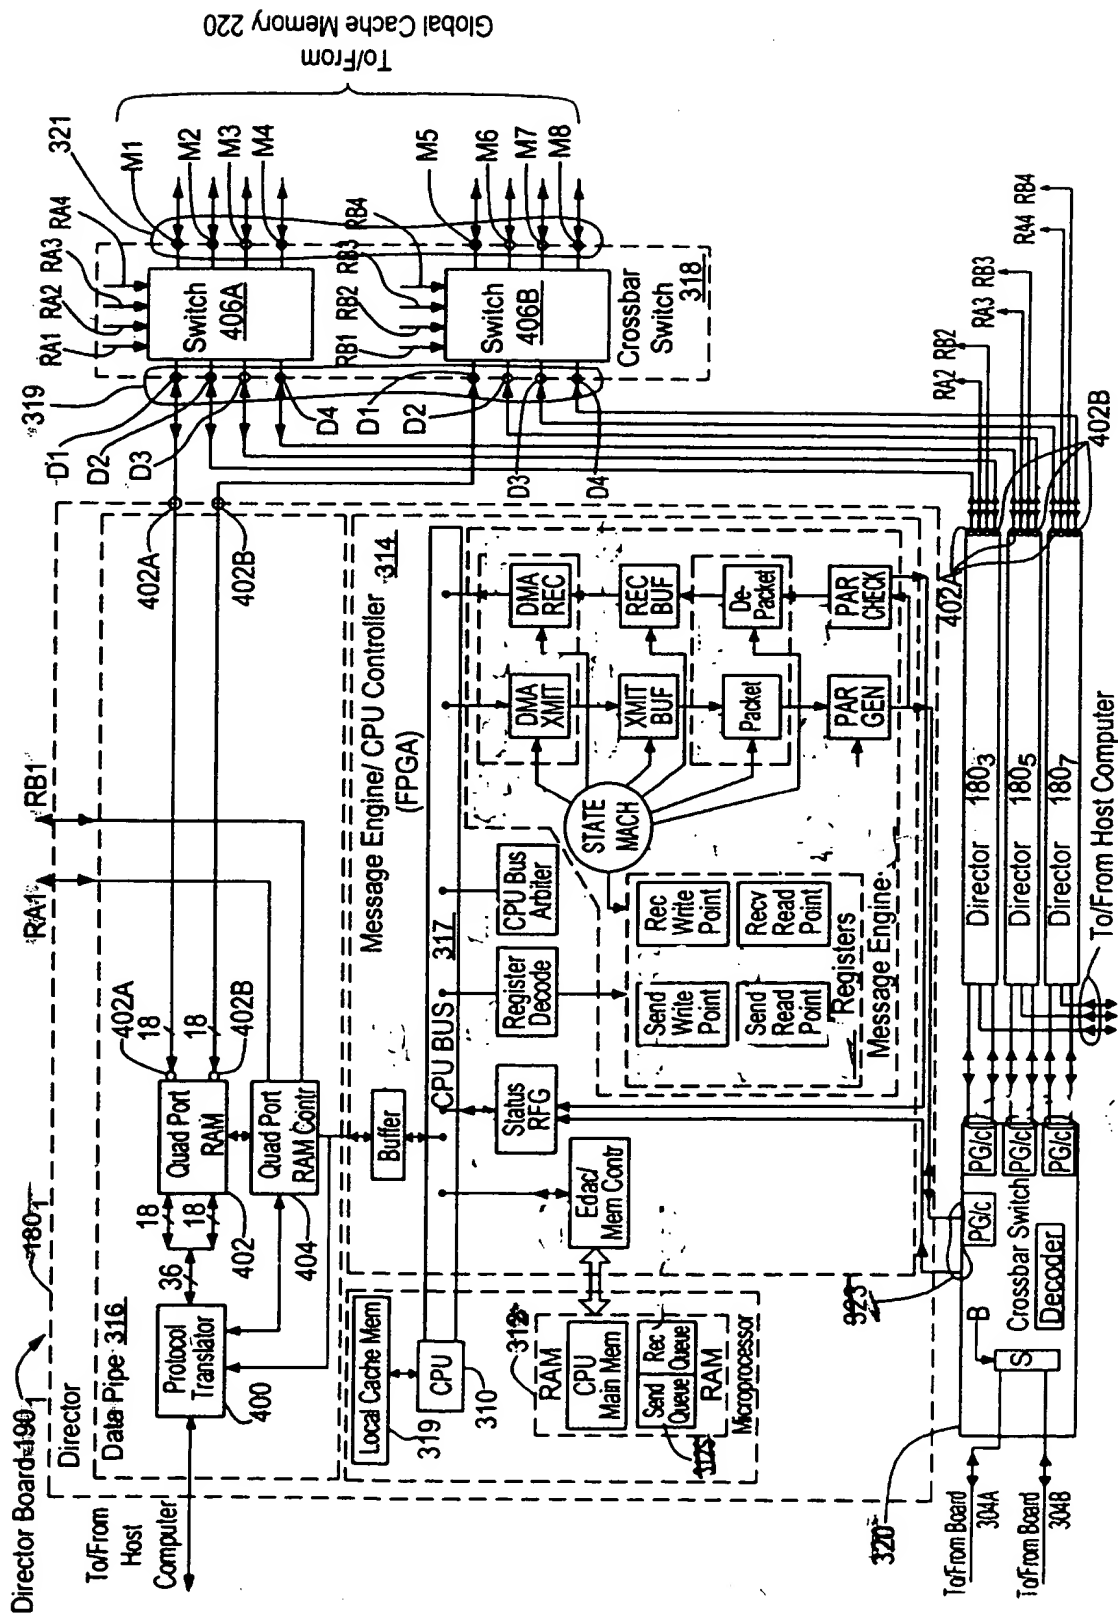 Director Board 190₁
180₁
Director
To/From
Host
Computer
Data Pipe 316
Protocol
Translator
400
36
18
18
402
404
Quad Port
RAM
Quad Port
RAM Contr
402A
18
18
402B
RA1
RB1
402A
402B
319
D1
D2
D3
D4
D1
D2
D3
D4
RA1
RA2
RA3
RA4
321
M1
M2
M3
M4
Switch
406A
RB1
RB2
RB3
RB4
M5
M6
M7
M8
Switch
406B
Crossbar
Switch
318
To/From
Global Cache Memory 220
Local Cache Mem
319
CPU
310
312
RAM
CPU
Main Mem
Send
Queue
Rec
Queue
RAM
Microprocessor
Message Engine/ CPU Controller
(FPGA)
314
Buffer
CPU BUS
317
Edac/
Mem Contr
Status
RFG
Register
Decode
CPU Bus
Arbiter
STATE
MACH
DMA
XMIT
DMA
REC
XMIT
BUF
REC
BUF
Packet
De-
Packet
PAR
GEN
PAR
CHECK
Send
Write
Point
Rec
Write
Point
Send
Read
Point
Recv
Read
Point
Registers
Message Engine
320
To/From Board
304A
To/From Board
304B
B
S
Crossbar Switch
Decoder
PG/c
PG/c
PG/c
PG/c
Director 180₃
Director 180₅
Director 180₇
To/From Host Computer
402A
402B
RA2
RB2
RA3
RB3
RA4
RB4